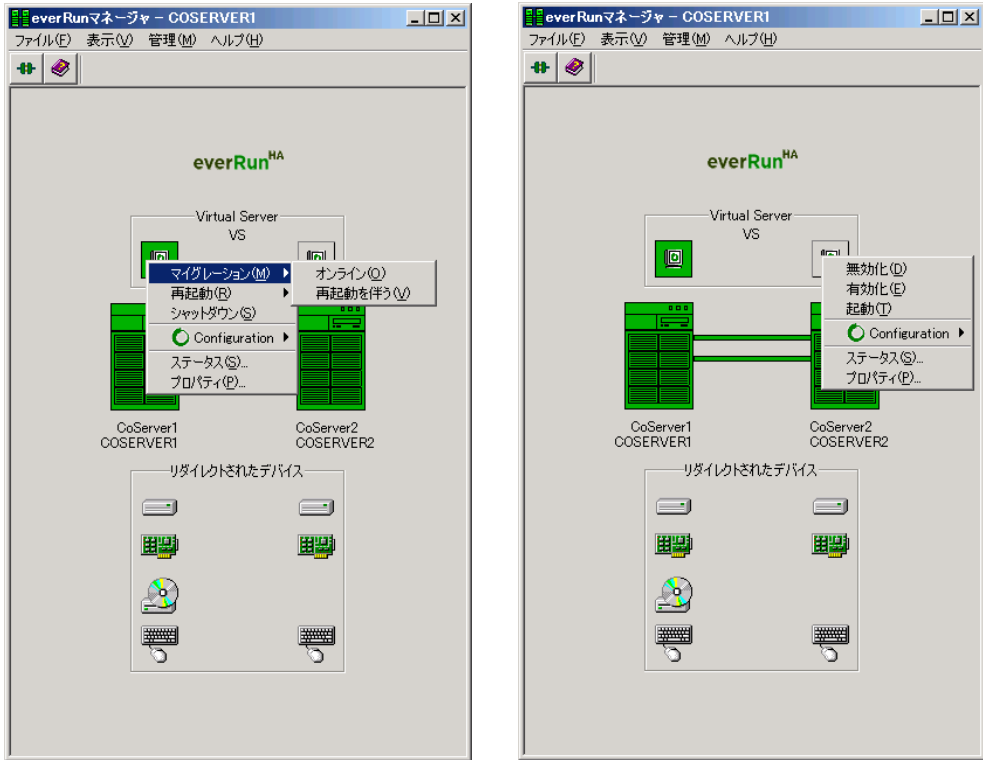 everRunマネージャ - COSERVER1
ファイル(F) 表示(V) 管理(M) ヘルプ(H)
everRunHA
Virtual Server
VS
マイグレーション(M)
オンライン(O)
再起動を伴う(V)
再起動(R)
シャットダウン(S)
Configuration
ステータス(S)...
プロパティ(P)...
CoServer1
COSERVER1
CoServer2
COSERVER2
リダイレクトされたデバイス
everRunマネージャ - COSERVER1
ファイル(F) 表示(V) 管理(M) ヘルプ(H)
everRunHA
Virtual Server
VS
無効化(D)
有効化(E)
起動(T)
Configuration
ステータス(S)...
プロパティ(P)...
CoServer1
COSERVER1
CoServer2
COSERVER2
リダイレクトされたデバイス